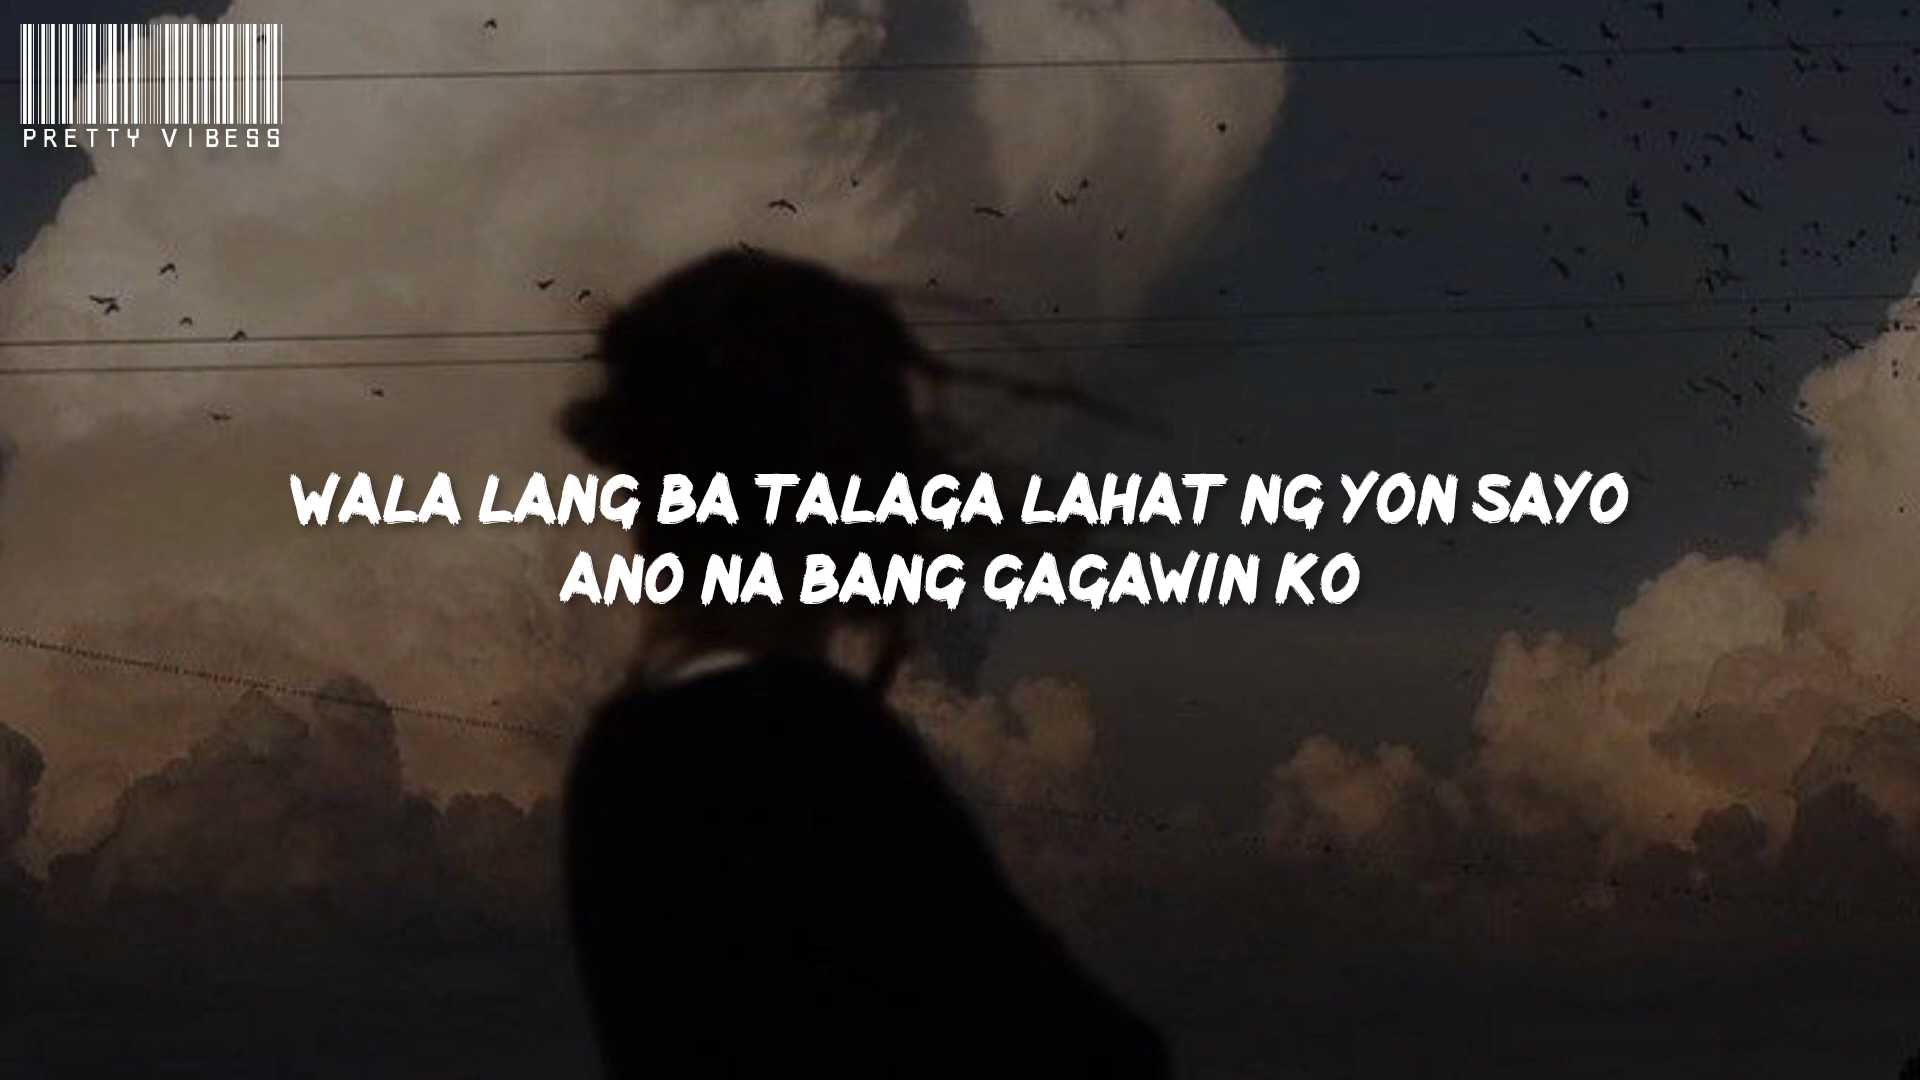 PRETTY VIBESS
WALA LANG BA TALAGA LAHAT NG YON SAYO
ANO NA BANG GAGAWIN KO